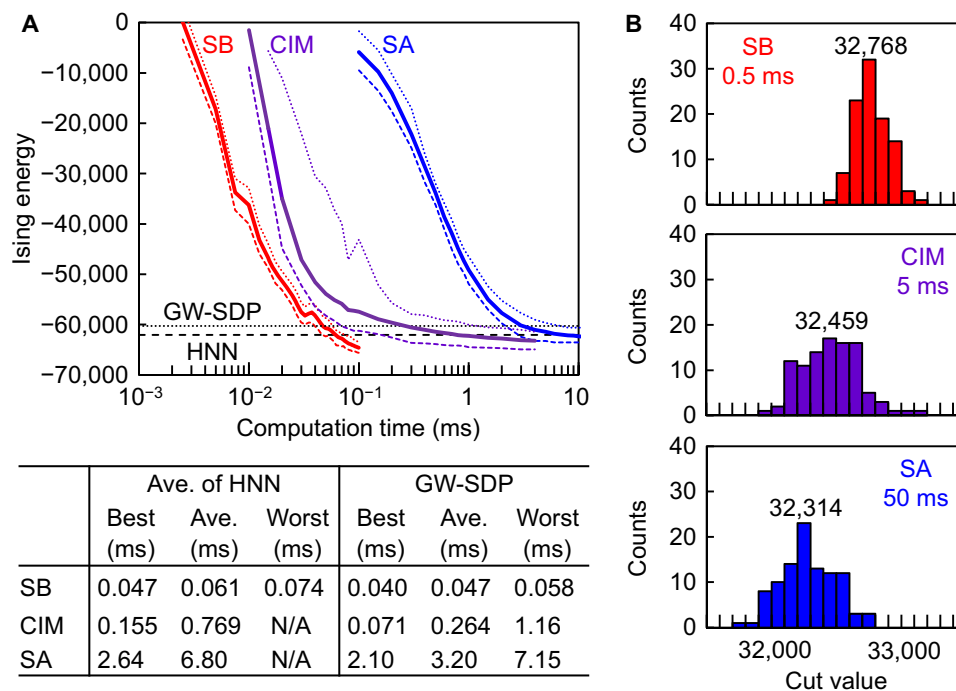 A
SB
CIM
SA
0
−10,000
−20,000
−30,000
−40,000
−50,000
−60,000
−70,000
Ising energy
GW-SDP
HNN
10⁻³
10⁻²
10⁻¹
1
10
Computation time (ms)
Ave. of HNN GW-SDP
Best Ave. Worst Best Ave. Worst
(ms) (ms) (ms) (ms) (ms) (ms)
SB 0.047 0.061 0.074 0.040 0.047 0.058
CIM 0.155 0.769 N/A 0.071 0.264 1.16
SA 2.64 6.80 N/A 2.10 3.20 7.15
B
40
30
20
10
0
Counts
SB
0.5 ms
32,768
40
30
20
10
0
Counts
CIM
5 ms
32,459
40
30
20
10
0
Counts
SA
50 ms
32,314
32,000 33,000
Cut value